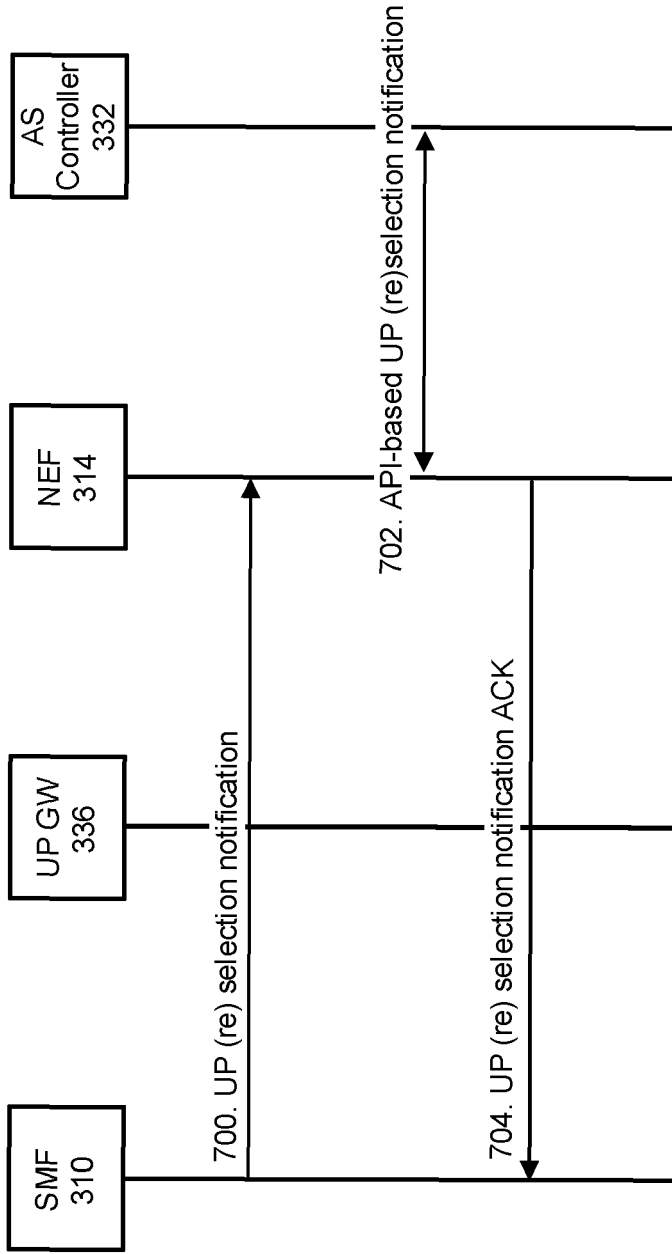 SMF
310
UP GW
336
NEF
314
AS
Controller
332
700. UP (re) selection notification
702. API-based UP (re)selection notification
704. UP (re) selection notification ACK